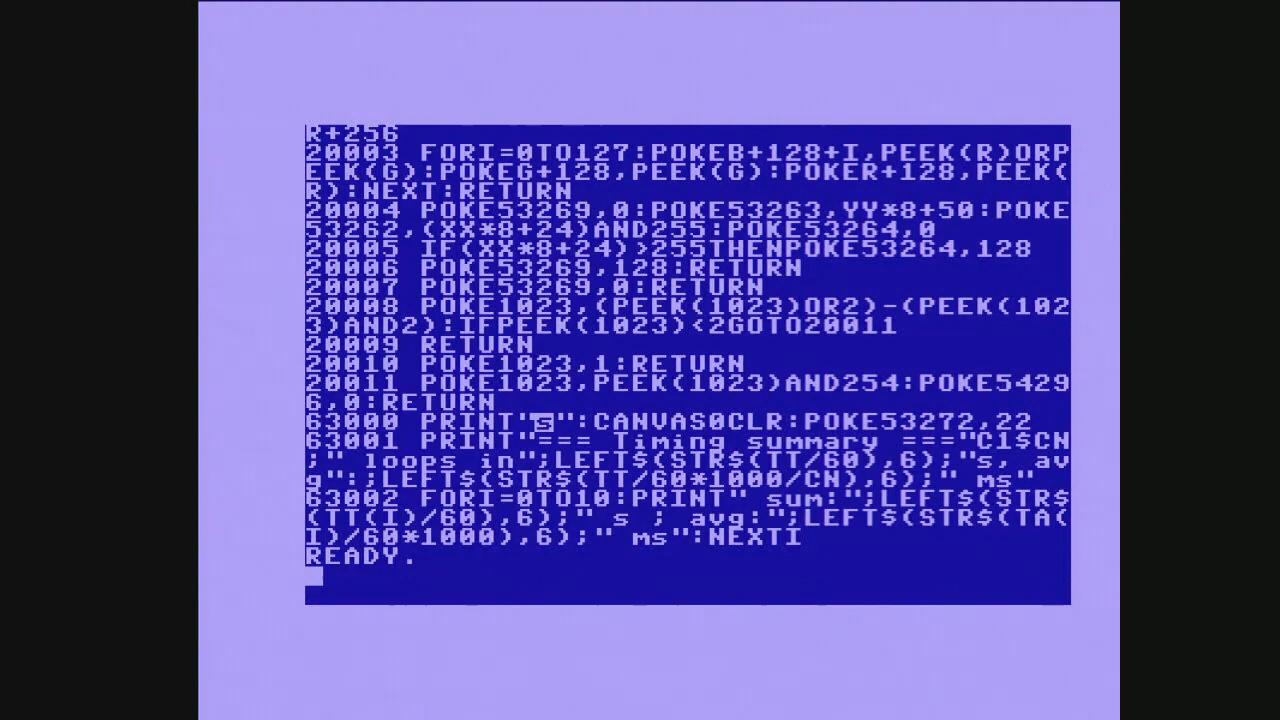 R+256
20003 FORI=0TO127:POKEB+128+I,PEEK(R)ORP
EEK(G):POKEG+128,PEEK(G):POKER+128,PEEK(
R):NEXT:RETURN
20004 POKE53269,0:POKE53263,YY*8+50:POKE
53262,(XX*8+24)AND255:POKE53264,0
20005 IF(XX*8+24)>255THENPOKE53264,128
20006 POKE53269,128:RETURN
20007 POKE53269,0:RETURN
20008 POKE1023,(PEEK(1023)OR2)-(PEEK(102
3)AND2):IFPEEK(1023)<2GOTO20011
20009 RETURN
20010 POKE1023,1:RETURN
20011 POKE1023,PEEK(1023)AND254:POKE5429
6,0:RETURN
63000 PRINT"s":CANVAS0CLR:POKE53272,22
63001 PRINT"=== Timing summary ==="C1$CN
;" loops in";LEFT$(STR$(TT/60),6);"s, av
g":;LEFT$(STR$(TT/60*1000/CN),6);" ms"
63002 FORI=0TO10:PRINT" sum:";LEFT$(STR$
(TT(I)/60),6);" s ; avg:";LEFT$(STR$(TA(
I)/60*1000),6);" ms":NEXTI
READY.